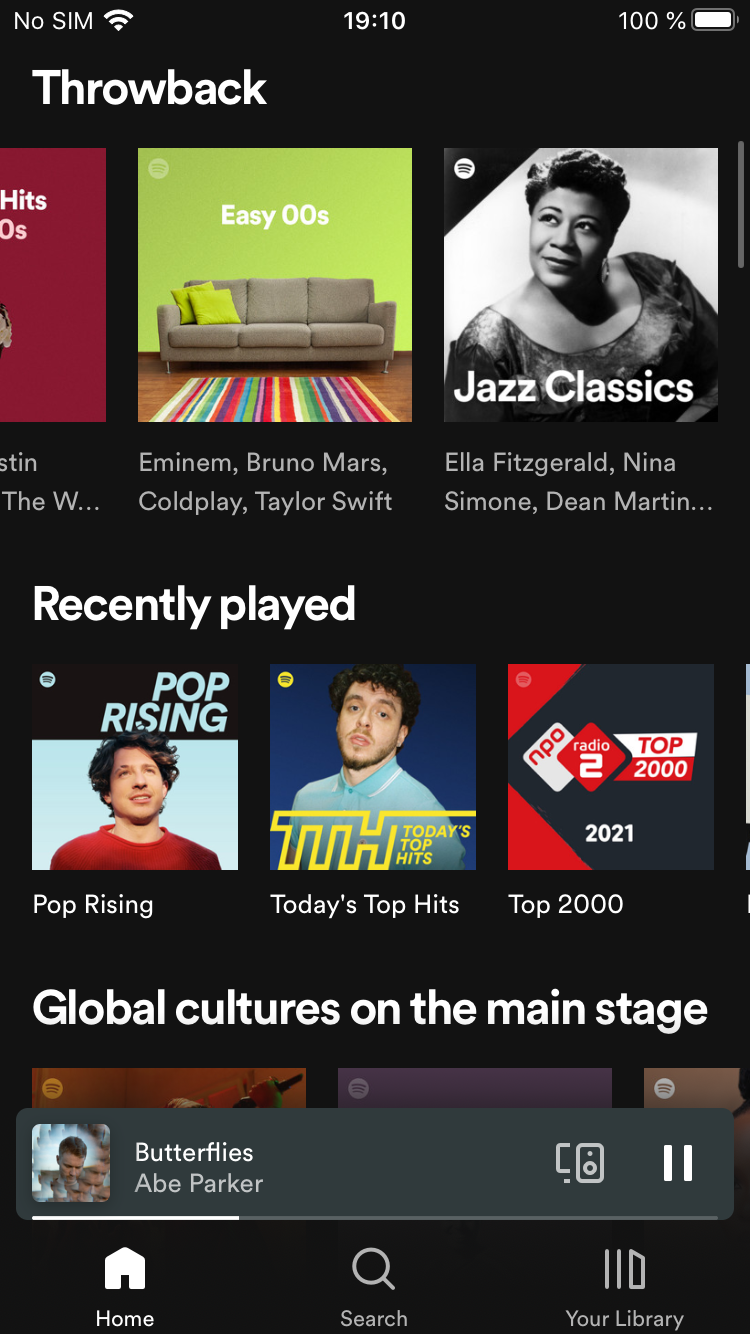 No SIM 19:10 100 %
Throwback
Hits
0s
Easy 00s
Jazz Classics
stin
The W...
Eminem, Bruno Mars,
Coldplay, Taylor Swift
Ella Fitzgerald, Nina
Simone, Dean Martin...
Recently played
POP
RISING
TTH TODAY'S
TOP
HITS
npo
radio
2
TOP
2000
2021
Pop Rising
Today's Top Hits
Top 2000
Global cultures on the main stage
Butterflies
Abe Parker
Home
Search
Your Library